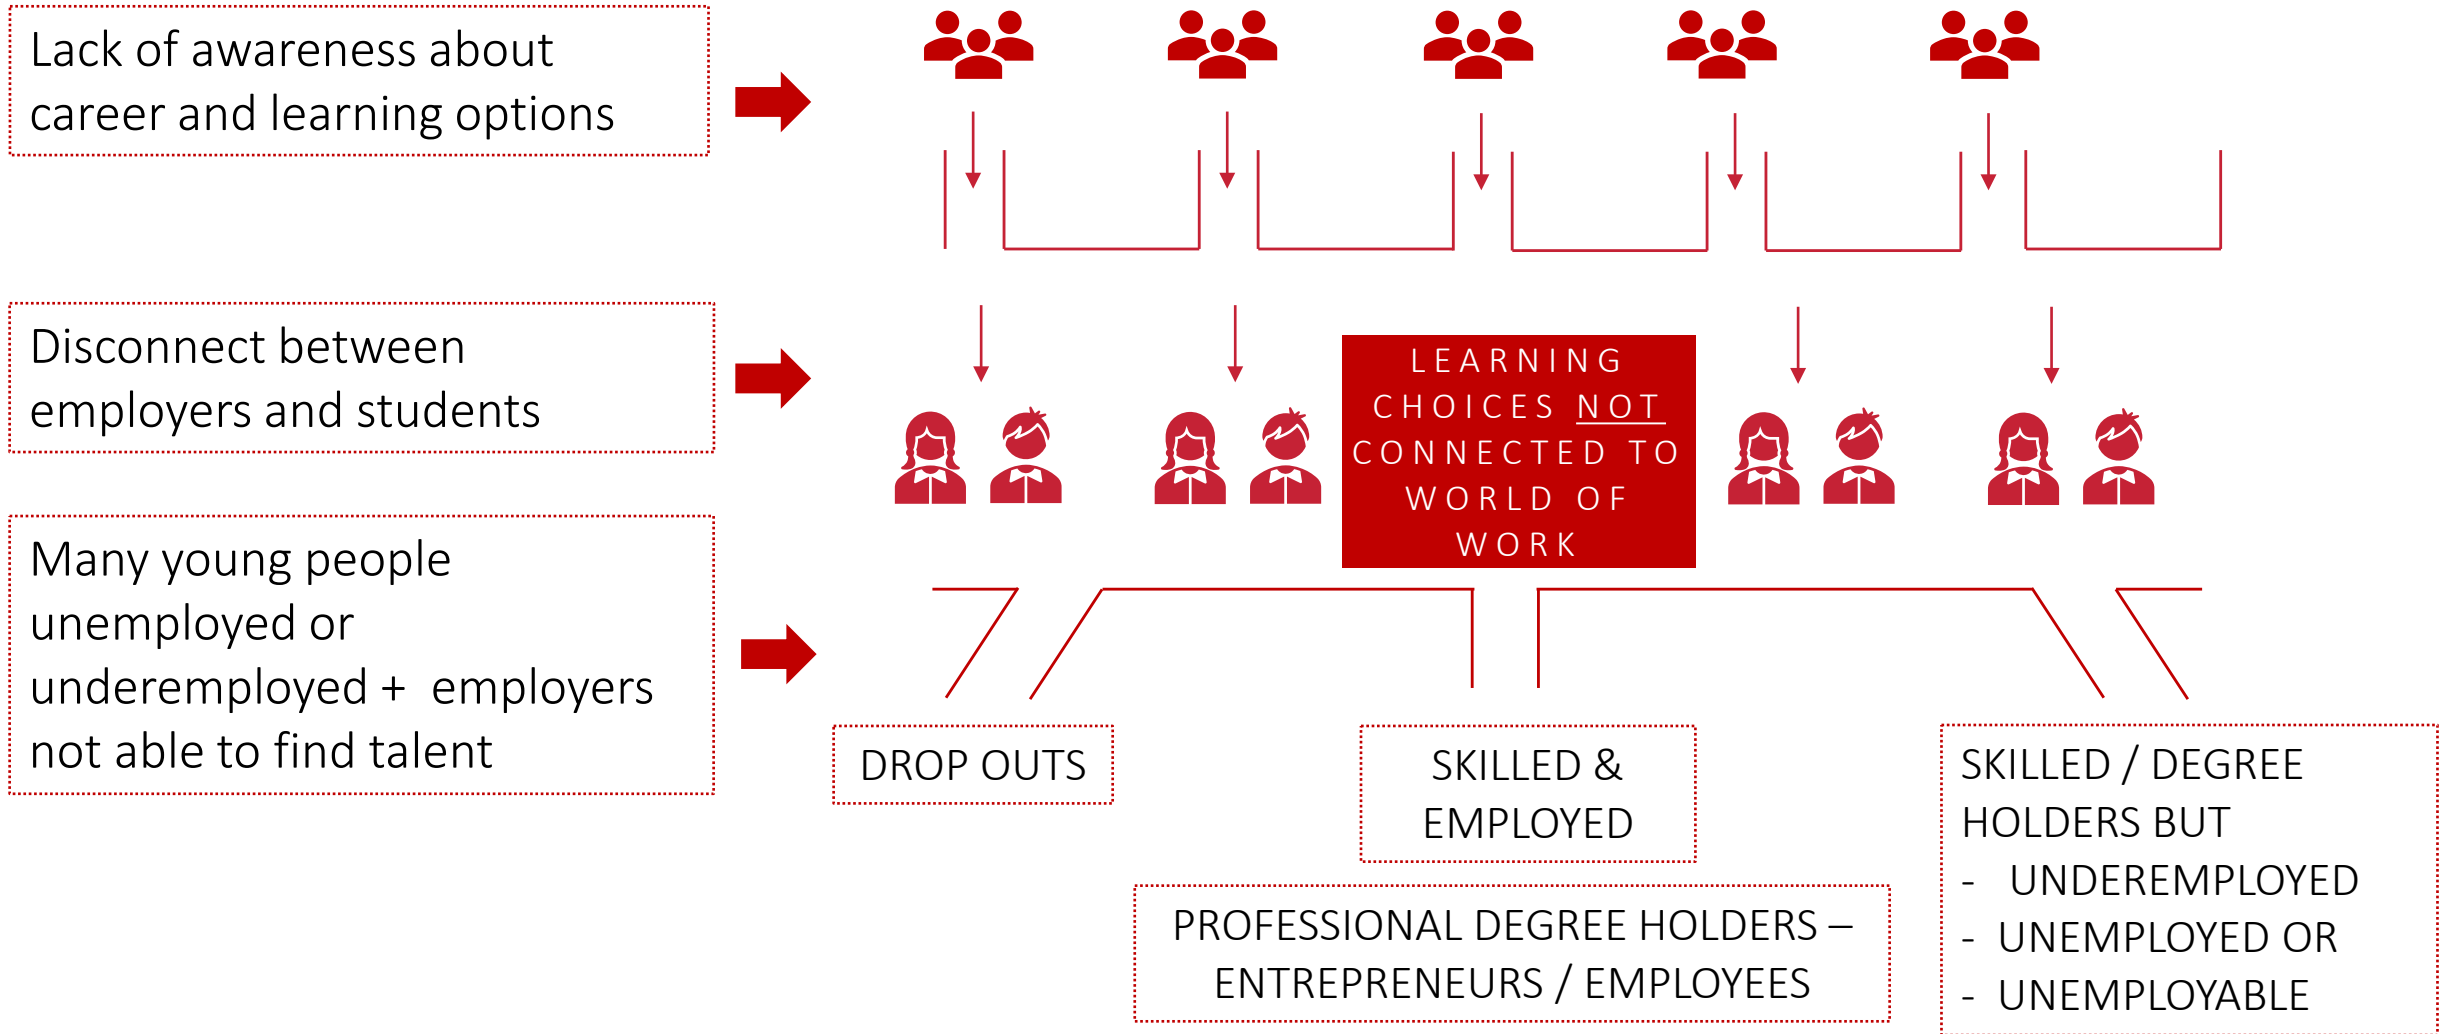 Lack of awareness about
career and learning options
Disconnect between
employers and students
Many young people
unemployed or
underemployed + employers
not able to find talent
LEARNING
CHOICES NOT
CONNECTED TO
WORLD OF
WORK
DROP OUTS
SKILLED &
EMPLOYED
PROFESSIONAL DEGREE HOLDERS –
ENTREPRENEURS / EMPLOYEES
SKILLED / DEGREE
HOLDERS BUT
- UNDEREMPLOYED
- UNEMPLOYED OR
- UNEMPLOYABLE